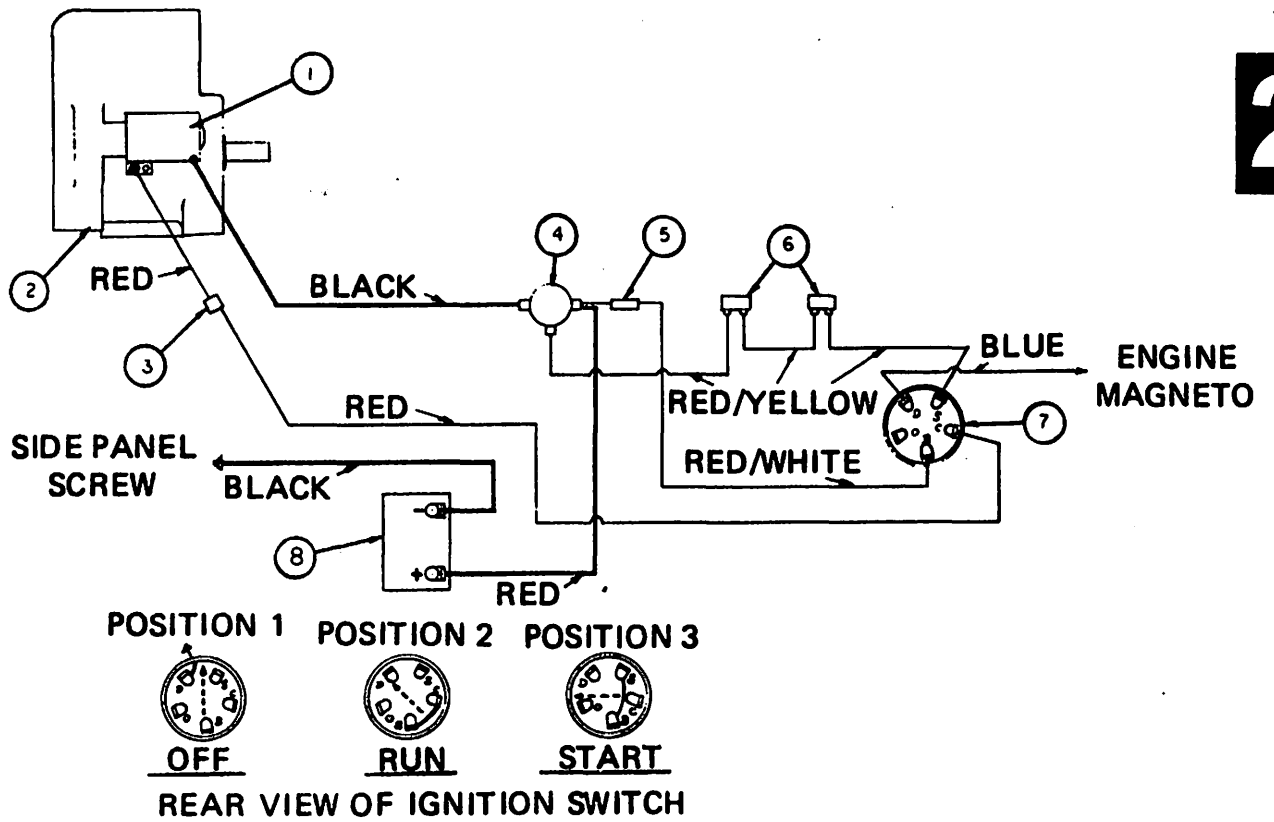 2
1
4
5
6
2
RED
BLACK
3
BLUE
ENGINE
MAGNETO
RED/YELLOW
RED
7
SIDE PANEL
SCREW
BLACK
RED/WHITE
D
S
C
O
B
-
8
+
RED
POSITION 1
POSITION 2
POSITION 3
D
S
C
O
B
D
S
C
O
B
D
S
C
O
B
OFF
RUN
START
REAR VIEW OF IGNITION SWITCH